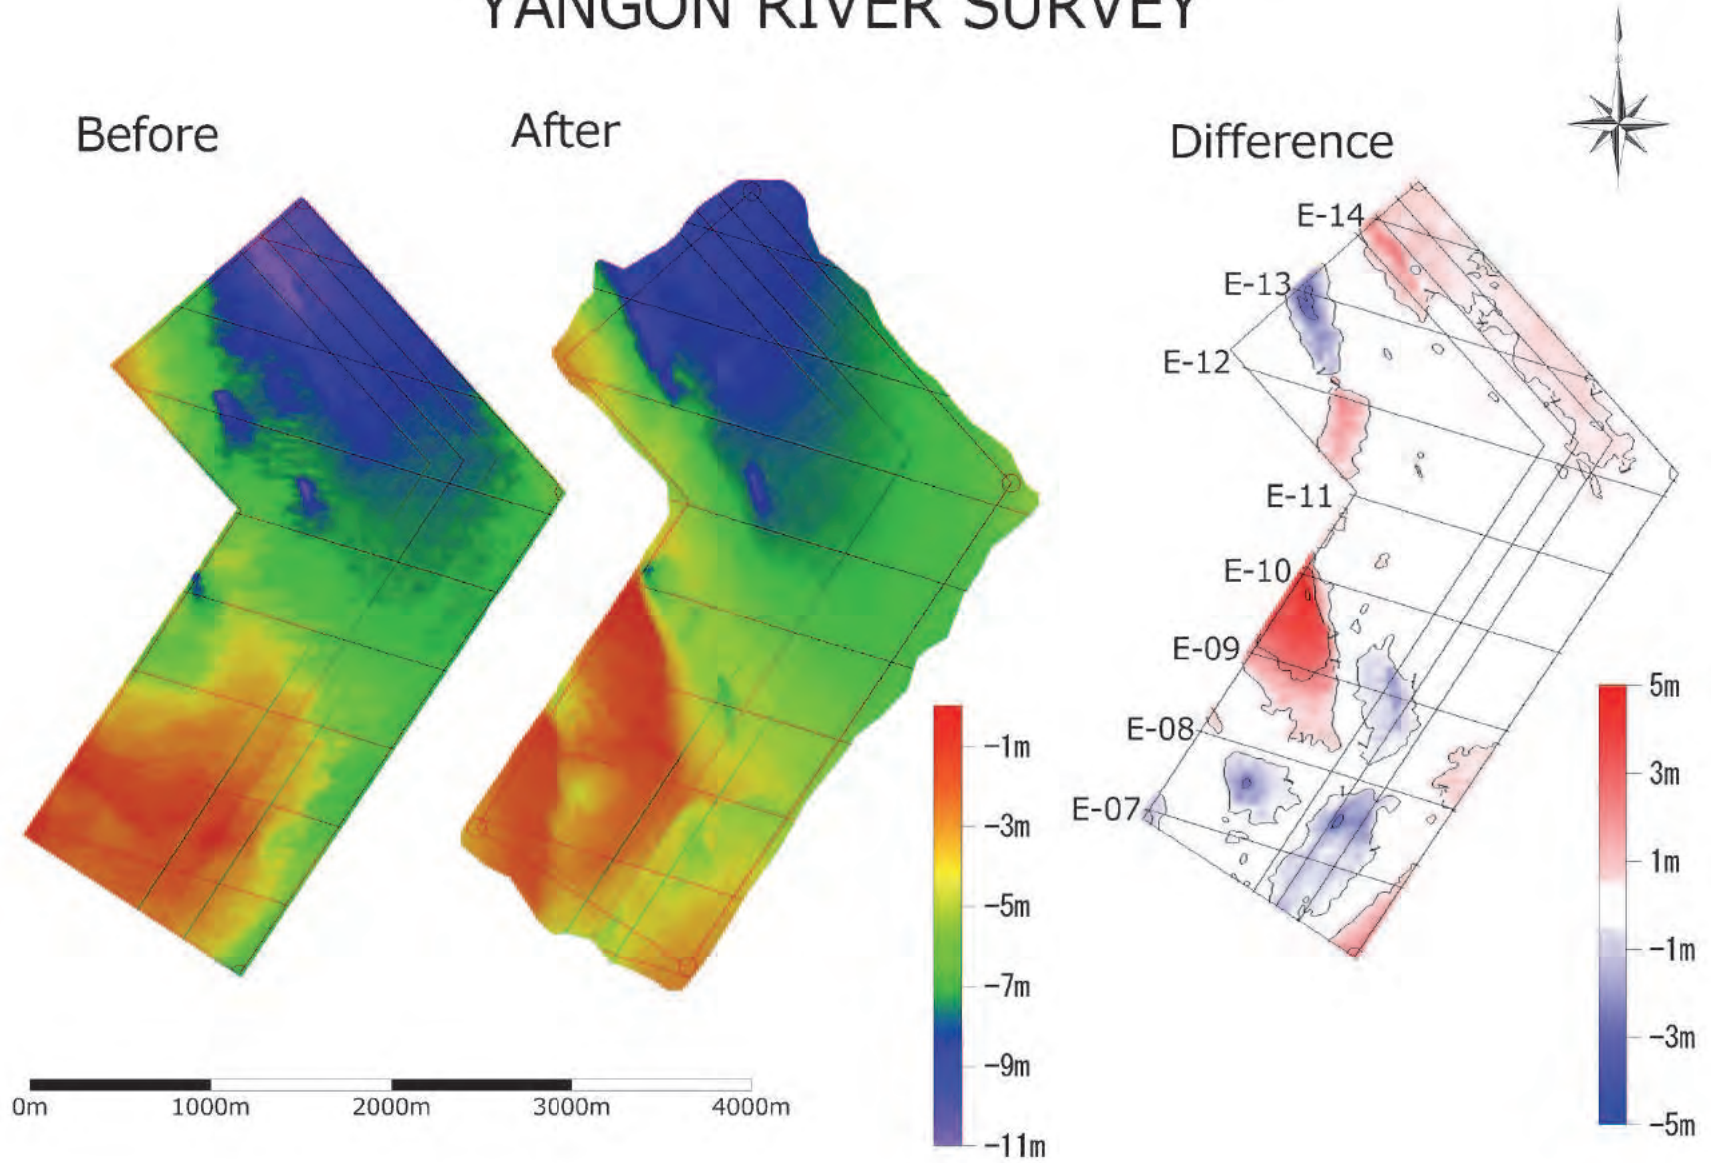 YANGON RIVER SURVEY
Before
After
Difference
E-14
E-13
E-12
E-11
E-10
E-09
E-08
E-07
-1m
-3m
-5m
-7m
-9m
-11m
5m
3m
1m
-1m
-3m
-5m
0m 1000m 2000m 3000m 4000m